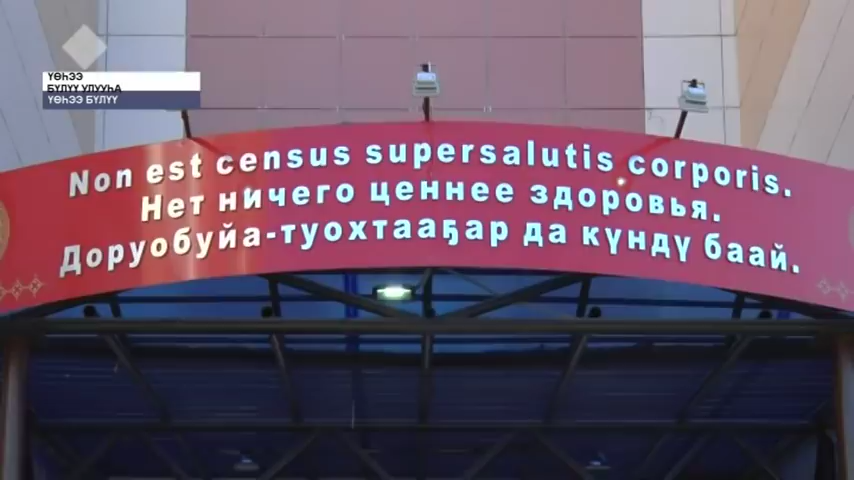 ҮӨҺЭЭ
БҮЛҮҮ УЛУУҺА
ҮӨҺЭЭ БҮЛҮҮ
Non est census supersalutis corporis.
Нет ничего ценнее здоровья.
Доруобуйа-туохтааҕар да күндү баай.